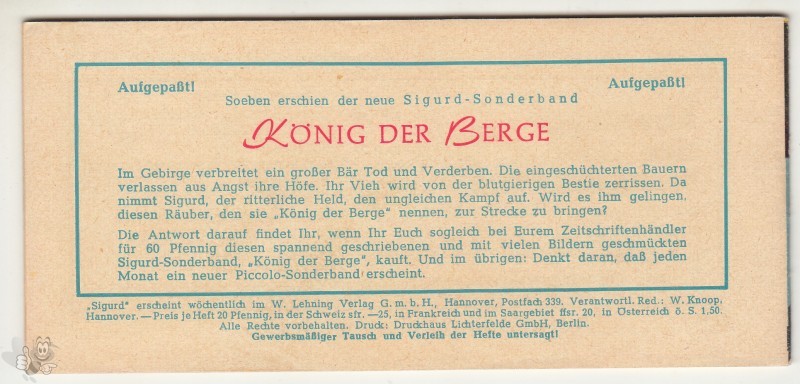 Aufgepaßt! Aufgepaßt!
Soeben erschien der neue Sigurd-Sonderband
KÖNIG DER BERGE
Im Gebirge verbreitet ein großer Bär Tod und Verderben. Die eingeschüchterten Bauern
verlassen aus Angst ihre Höfe. Ihr Vieh wird von der blutgierigen Bestie zerrissen. Da
nimmt Sigurd, der ritterliche Held, den ungleichen Kampf auf. Wird es ihm gelingen,
diesen Räuber, den sie „König der Berge" nennen, zur Strecke zu bringen?
Die Antwort darauf findet Ihr, wenn Ihr Euch sogleich bei Eurem Zeitschriftenhändler
für 60 Pfennig diesen spannend geschriebenen und mit vielen Bildern geschmückten
Sigurd-Sonderband, „König der Berge", kauft. Und im übrigen: Denkt daran, daß jeden
Monat ein neuer Piccolo-Sonderband erscheint.
„Sigurd" erscheint wöchentlich im W. Lehning Verlag G. m. b. H., Hannover, Postfach 339. Verantwortl. Red.: W. Knoop,
Hannover. — Preis je Heft 20 Pfennig, in der Schweiz sfr. —25, in Frankreich und im Saargebiet ffsr. 20, in Österreich ö. S. 1.50.
Alle Rechte vorbehalten. Druck: Druckhaus Lichterfelde GmbH, Berlin.
Gewerbsmäßiger Tausch und Verleih der Hefte untersagt!